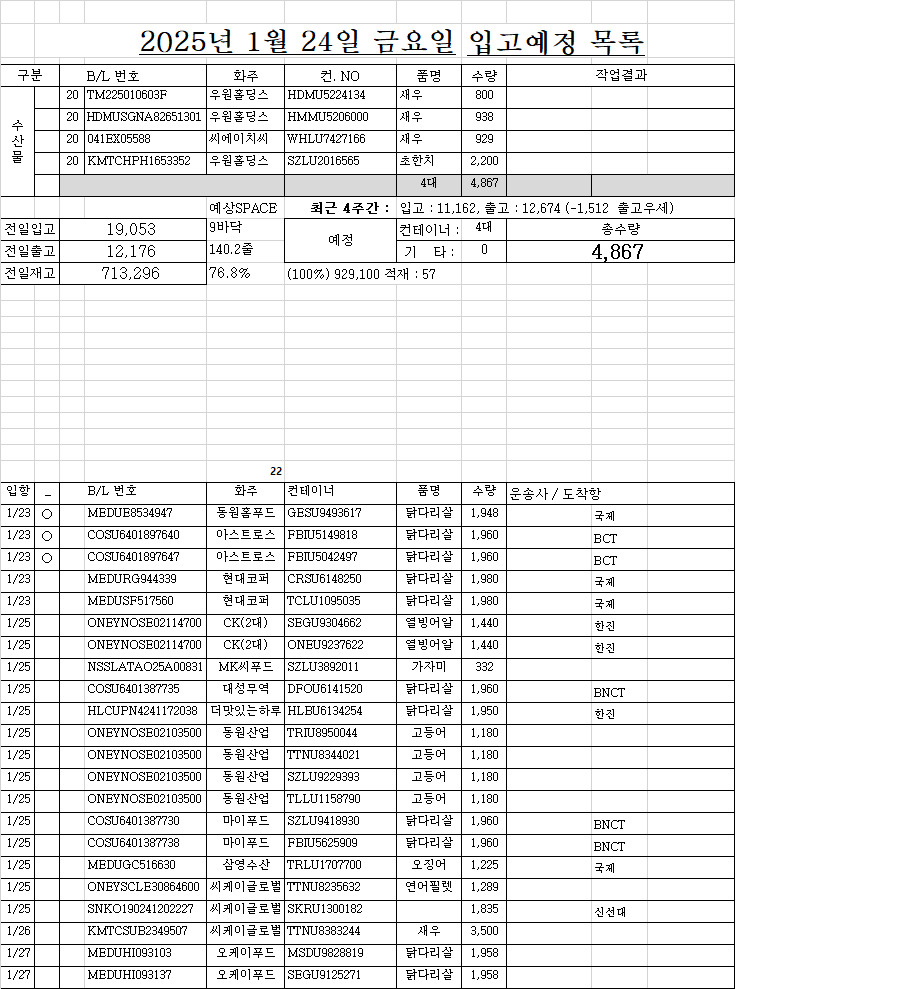 2025년 1월 24일 금요일 입고예정 목록
구분 B/L 번호 화주 컨. NO 품명 수량 작업결과
수산물
20 TM225010603F 우원홀딩스 HDMU5224134 새우 800
20 HDMUSGNA82651301 우원홀딩스 HMMU5206000 새우 938
20 041EX05588 씨에이치씨 WHLU7427166 새우 929
20 KMTCHPH1653352 우원홀딩스 SZLU2016565 초한치 2,200
4대 4,867
예상SPACE 최근 4주간 : 입고 : 11,162, 출고 : 12,674 (-1,512 출고우세)
전일입고 19,053 9바닥 예정 컨테이너 : 4대 총수량
전일출고 12,176 140.2줄 기 타 : 0 4,867
전일재고 713,296 76.8% (100%) 929,100 적재 : 57
22
입항 _ B/L 번호 화주 컨테이너 품명 수량 운송사 / 도착항
1/23 ○ MEDUE8534947 동원홈푸드 GESU9493617 닭다리살 1,948 국제
1/23 ○ COSU6401897640 아스트로스 FBIU5149818 닭다리살 1,960 BCT
1/23 ○ COSU6401897647 아스트로스 FBIU5042497 닭다리살 1,960 BCT
1/23 MEDURG944339 현대코퍼 CRSU6148250 닭다리살 1,980 국제
1/23 MEDUSF517560 현대코퍼 TCLU1095035 닭다리살 1,980 국제
1/25 ONEYNOSE02114700 CK(2대) SEGU9304662 열빙어알 1,440 한진
1/25 ONEYNOSE02114700 CK(2대) ONEU9237622 열빙어알 1,440 한진
1/25 NSSLATAO25A00831 MK씨푸드 SZLU3892011 가자미 332
1/25 COSU6401387735 대성무역 DFOU6141520 닭다리살 1,960 BNCT
1/25 HLCUPN4241172038 더맛있는하루 HLBU6134254 닭다리살 1,950 한진
1/25 ONEYNOSE02103500 동원산업 TRIU8950044 고등어 1,180
1/25 ONEYNOSE02103500 동원산업 TTNU8344021 고등어 1,180
1/25 ONEYNOSE02103500 동원산업 SZLU9229393 고등어 1,180
1/25 ONEYNOSE02103500 동원산업 TLLU1158790 고등어 1,180
1/25 COSU6401387730 마이푸드 SZLU9418930 닭다리살 1,960 BNCT
1/25 COSU6401387738 마이푸드 FBIU5625909 닭다리살 1,960 BNCT
1/25 MEDUGC516630 삼영수산 TRLU1707700 오징어 1,225 국제
1/25 ONEYSCLE30864600 씨케이글로벌 TTNU8235632 연어필렛 1,289
1/25 SNKO190241202227 씨케이글로벌 SKRU1300182 1,835 신선대
1/26 KMTCSUB2349507 씨케이글로벌 TTNU8383244 새우 3,500
1/27 MEDUHI093103 오케이푸드 MSDU9828819 닭다리살 1,958
1/27 MEDUHI093137 오케이푸드 SEGU9125271 닭다리살 1,958